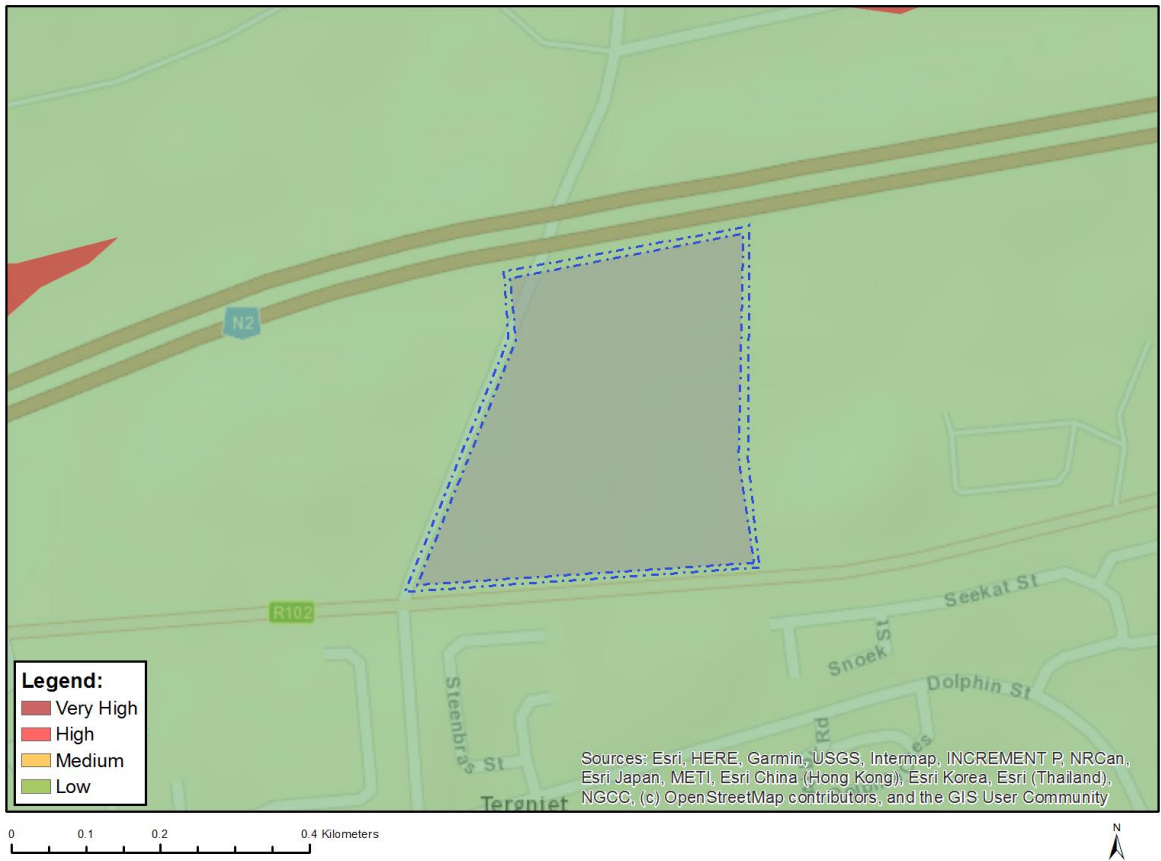 N2
R102
Seekat St
Snoek St
Dolphin St
Steenbras St
Rd
es
Tergniet
Legend:
Very High
High
Medium
Low
Sources: Esri, HERE, Garmin, USGS, Intermap, INCREMENT P, NRCan,
Esri Japan, METI, Esri China (Hong Kong), Esri Korea, Esri (Thailand),
NGCC, (c) OpenStreetMap contributors, and the GIS User Community
0 0.1 0.2 0.4 Kilometers
N